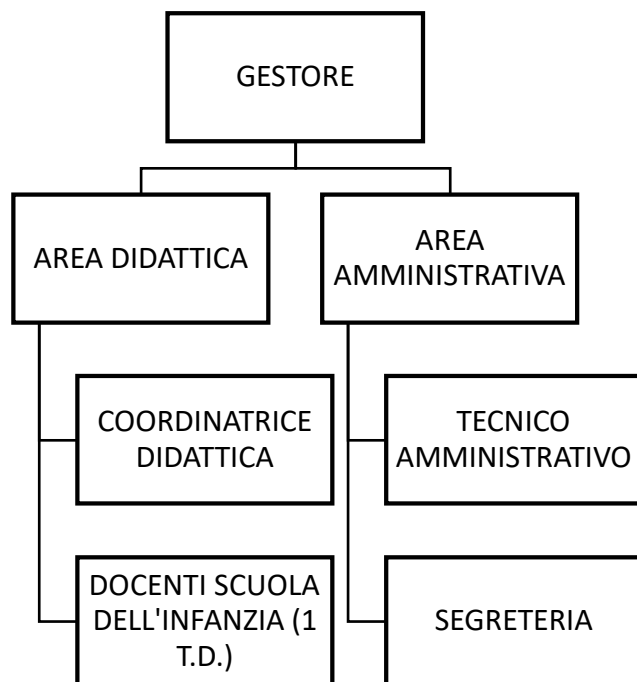 GESTORE
AREA DIDATTICA
AREA
AMMINISTRATIVA
COORDINATRICE
DIDATTICA
TECNICO
AMMINISTRATIVO
DOCENTI SCUOLA
DELL'INFANZIA (1
T.D.)
SEGRETERIA